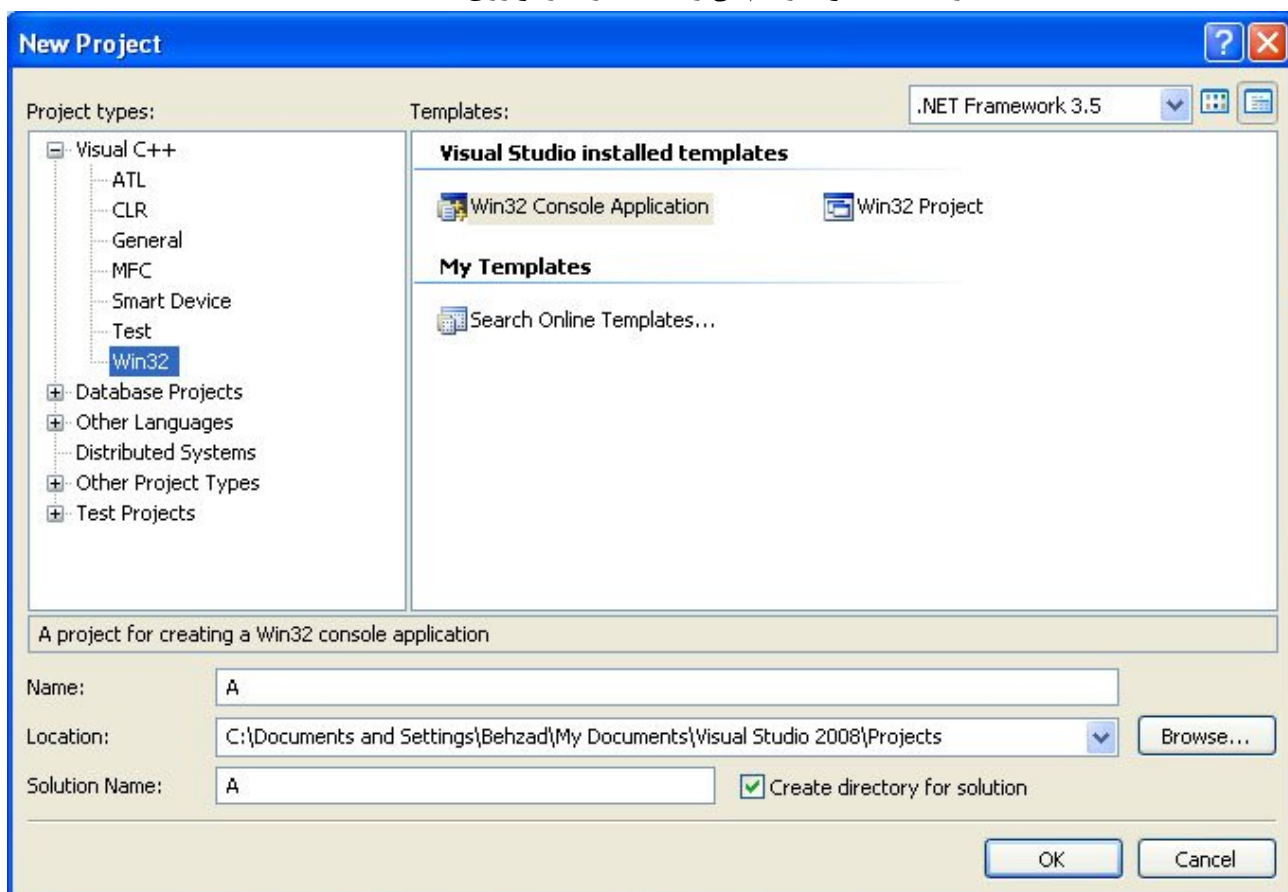 New Project
Project types:
Templates:
.NET Framework 3.5
Visual C++
ATL
CLR
General
MFC
Smart Device
Test
Win32
Database Projects
Other Languages
Distributed Systems
Other Project Types
Test Projects
Visual Studio installed templates
Win32 Console Application
Win32 Project
My Templates
Search Online Templates...
A project for creating a Win32 console application
Name:
A
Location:
C:\Documents and Settings\Behzad\My Documents\Visual Studio 2008\Projects
Browse...
Solution Name:
A
Create directory for solution
OK
Cancel